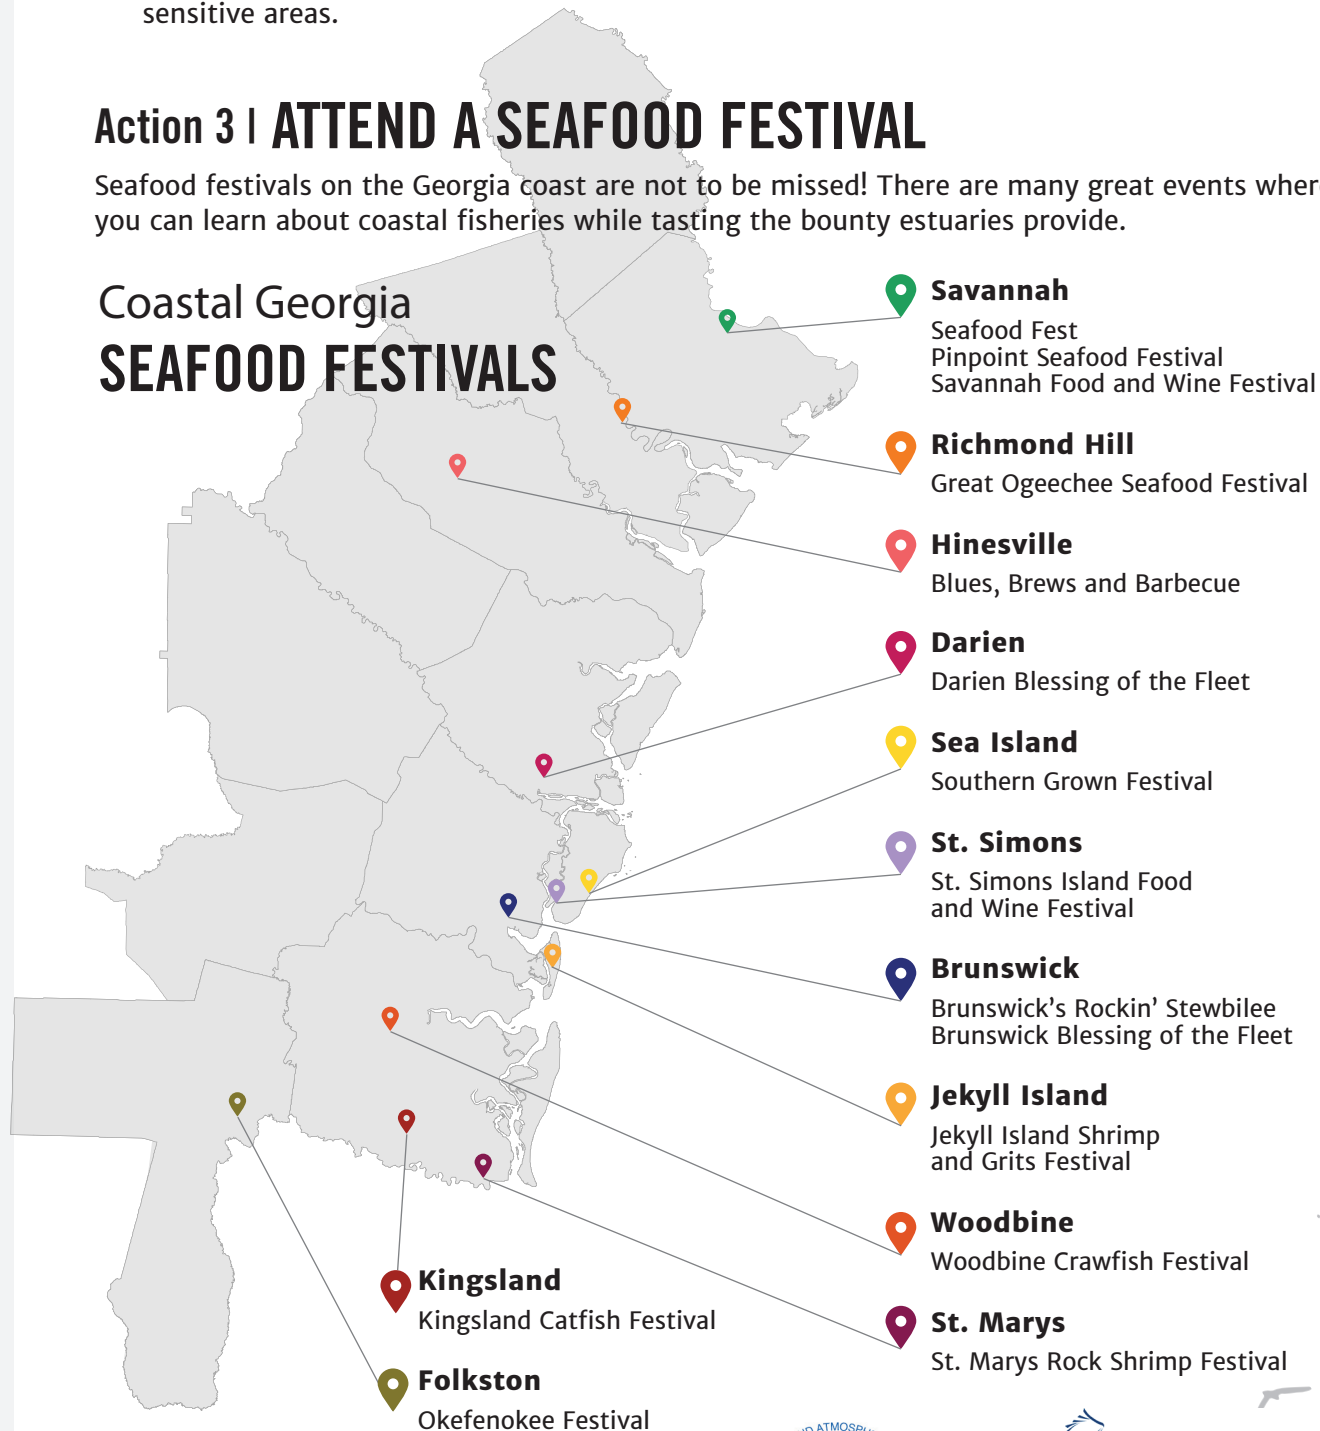 sensitive areas.
Action 3 | ATTEND A SEAFOOD FESTIVAL
Seafood festivals on the Georgia coast are not to be missed! There are many great events where
you can learn about coastal fisheries while tasting the bounty estuaries provide.
Coastal Georgia
SEAFOOD FESTIVALS
Savannah
Seafood Fest
Pinpoint Seafood Festival
Savannah Food and Wine Festival
Richmond Hill
Great Ogeechee Seafood Festival
Hinesville
Blues, Brews and Barbecue
Darien
Darien Blessing of the Fleet
Sea Island
Southern Grown Festival
St. Simons
St. Simons Island Food
and Wine Festival
Brunswick
Brunswick’s Rockin’ Stewbilee
Brunswick Blessing of the Fleet
Jekyll Island
Jekyll Island Shrimp
and Grits Festival
Woodbine
Woodbine Crawfish Festival
St. Marys
St. Marys Rock Shrimp Festival
Kingsland
Kingsland Catfish Festival
Folkston
Okefenokee Festival